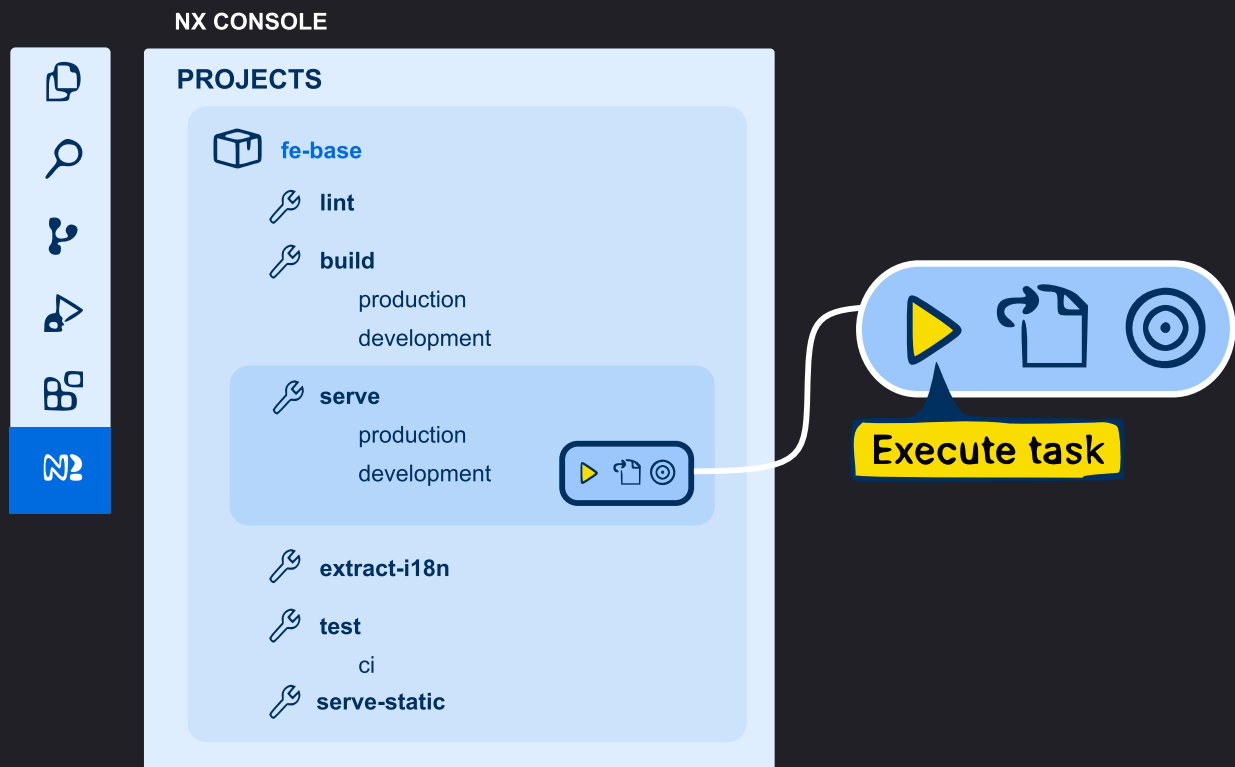 NX CONSOLE
PROJECTS
fe-base
lint
build
production
development
serve
production
development
Execute task
extract-i18n
test
ci
serve-static